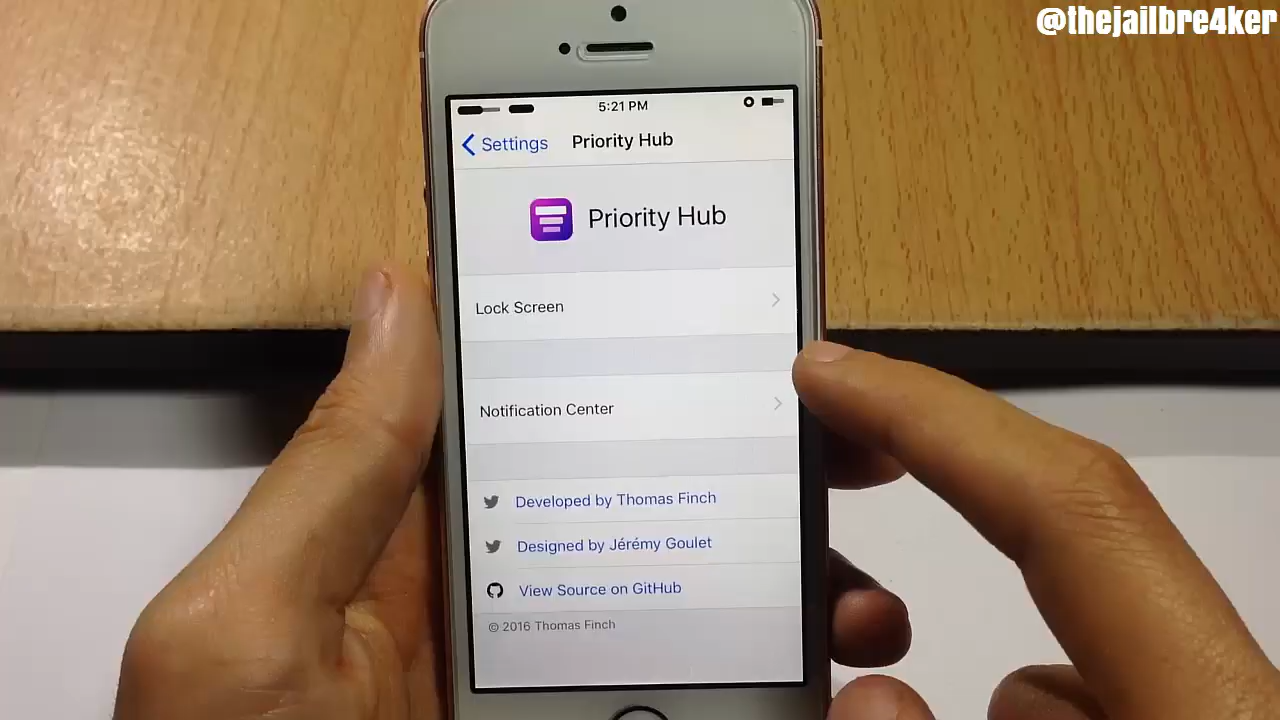 @thejailbre4ker
5:21 PM
Settings
Priority Hub
Priority Hub
Lock Screen
Notification Center
Developed by Thomas Finch
Designed by Jérémy Goulet
View Source on GitHub
© 2016 Thomas Finch